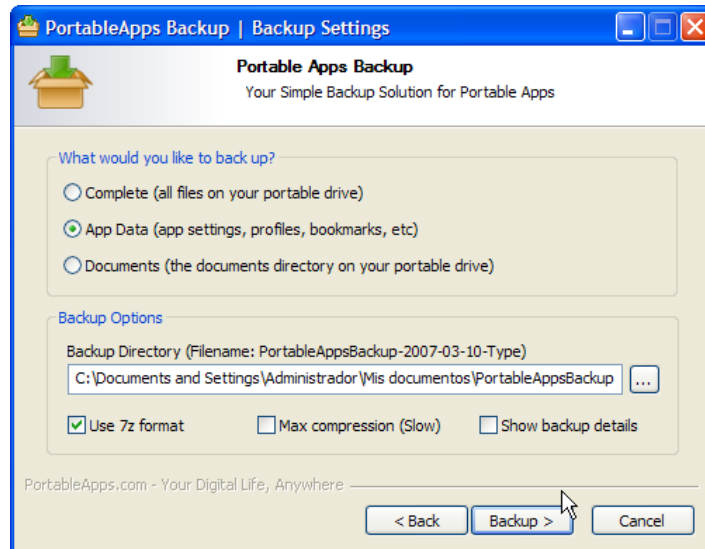 PortableApps Backup | Backup Settings
Portable Apps Backup
Your Simple Backup Solution for Portable Apps
What would you like to back up?
Complete (all files on your portable drive)
App Data (app settings, profiles, bookmarks, etc)
Documents (the documents directory on your portable drive)
Backup Options
Backup Directory (Filename: PortableAppsBackup-2007-03-10-Type)
C:\Documents and Settings\Administrador\Mis documentos\PortableAppsBackup
...
Use 7z format Max compression (Slow) Show backup details
PortableApps.com - Your Digital Life, Anywhere
< Back Backup > Cancel